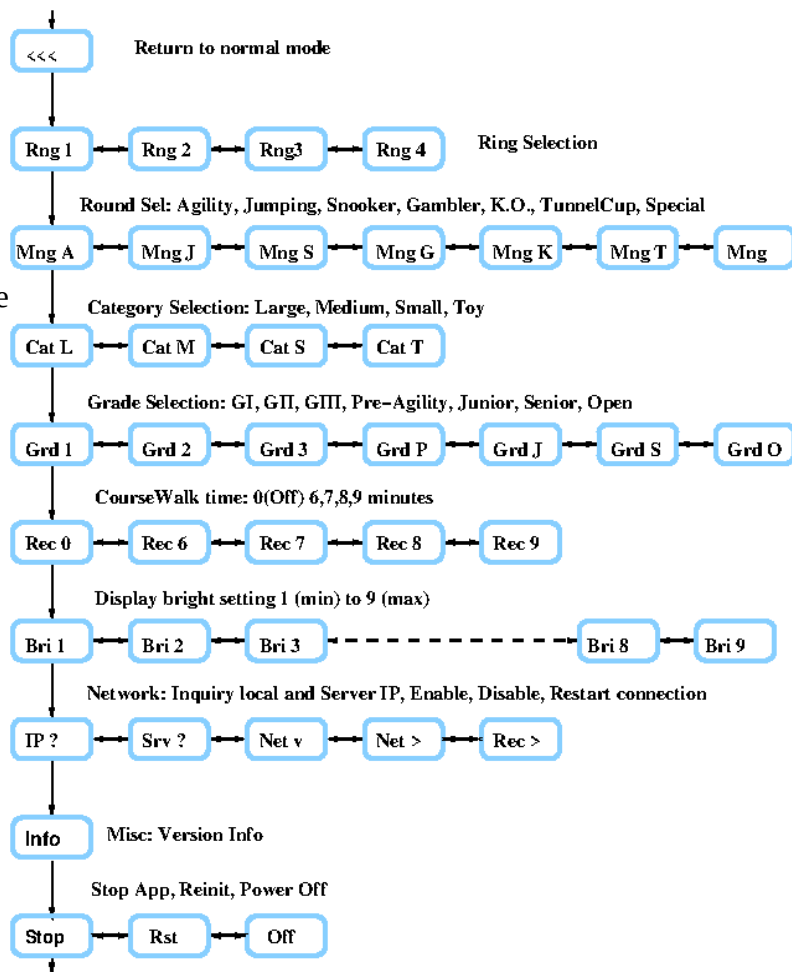 <<<
Return to normal mode
Rng 1 Rng 2 Rng3 Rng 4
Ring Selection
Round Sel: Agility, Jumping, Snooker, Gambler, K.O., TunnelCup, Special
Mng A Mng J Mng S Mng G Mng K Mng T Mng
e
Category Selection: Large, Medium, Small, Toy
Cat L Cat M Cat S Cat T
Grade Selection: GI, GII, GIII, Pre-Agility, Junior, Senior, Open
Grd 1 Grd 2 Grd 3 Grd P Grd J Grd S Grd O
CourseWalk time: 0(Off) 6,7,8,9 minutes
Rec 0 Rec 6 Rec 7 Rec 8 Rec 9
Display bright setting 1 (min) to 9 (max)
Bri 1 Bri 2 Bri 3 Bri 8 Bri 9
Network: Inquiry local and Server IP, Enable, Disable, Restart connection
IP ? Srv ? Net v Net > Rec >
Info
Misc: Version Info
Stop App, Reinit, Power Off
Stop Rst Off